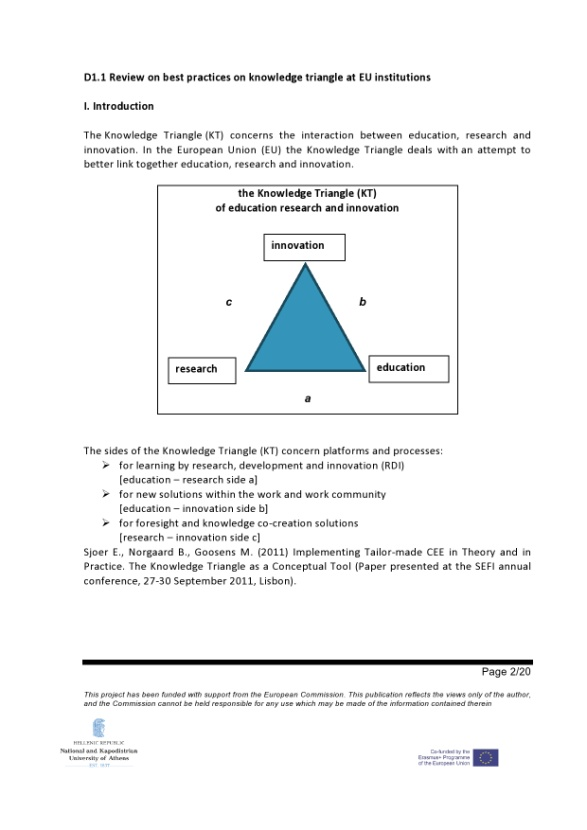 D1.1 Review on best practices on knowledge triangle at EU institutions
I. Introduction
The Knowledge Triangle (KT) concerns the interaction between education, research and
innovation. In the European Union (EU) the Knowledge Triangle deals with an attempt to
better link together education, research and innovation.
the Knowledge Triangle (KT)
of education research and innovation
innovation
c
b
research
education
a
The sides of the Knowledge Triangle (KT) concern platforms and processes:
➢ for learning by research, development and innovation (RDI)
[education – research side a]
➢ for new solutions within the work and work community
[education – innovation side b]
➢ for foresight and knowledge co-creation solutions
[research – innovation side c]
Sjoer E., Norgaard B., Goosens M. (2011) Implementing Tailor-made CEE in Theory and in
Practice. The Knowledge Triangle as a Conceptual Tool (Paper presented at the SEFI annual
conference, 27-30 September 2011, Lisbon).
Page 2/20
This project has been funded with support from the European Commission. This publication reflects the views only of the author,
and the Commission cannot be held responsible for any use which may be made of the information contained therein
HELLENIC REPUBLIC
National and Kapodistrian
University of Athens
EST. 1837
Co-funded by the
Erasmus+ Programme
of the European Union